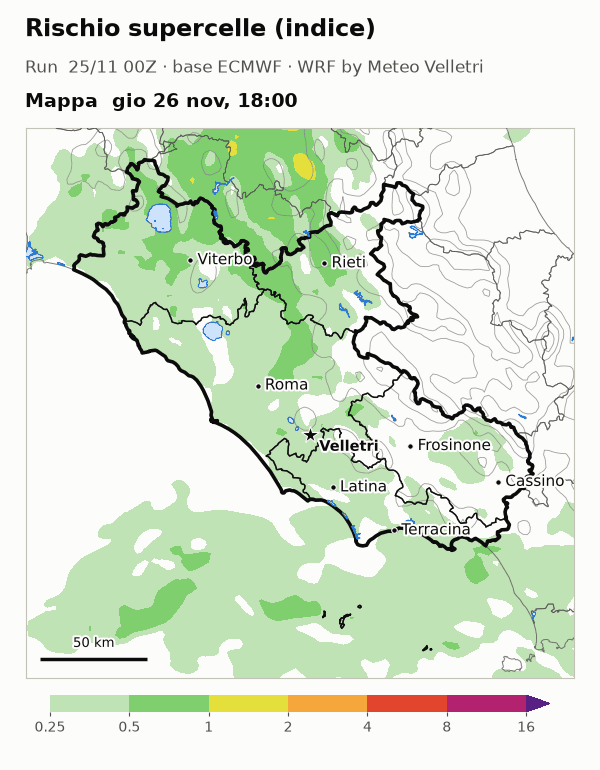 Rischio supercelle (indice)
Run  25/11 00Z · base ECMWF · WRF by Meteo Velletri
Mappa  gio 26 nov, 18:00
Viterbo
Rieti
Roma
Velletri
Frosinone
Cassino
Latina
Terracina
50 km
0.25 0.5 1 2 4 8 16